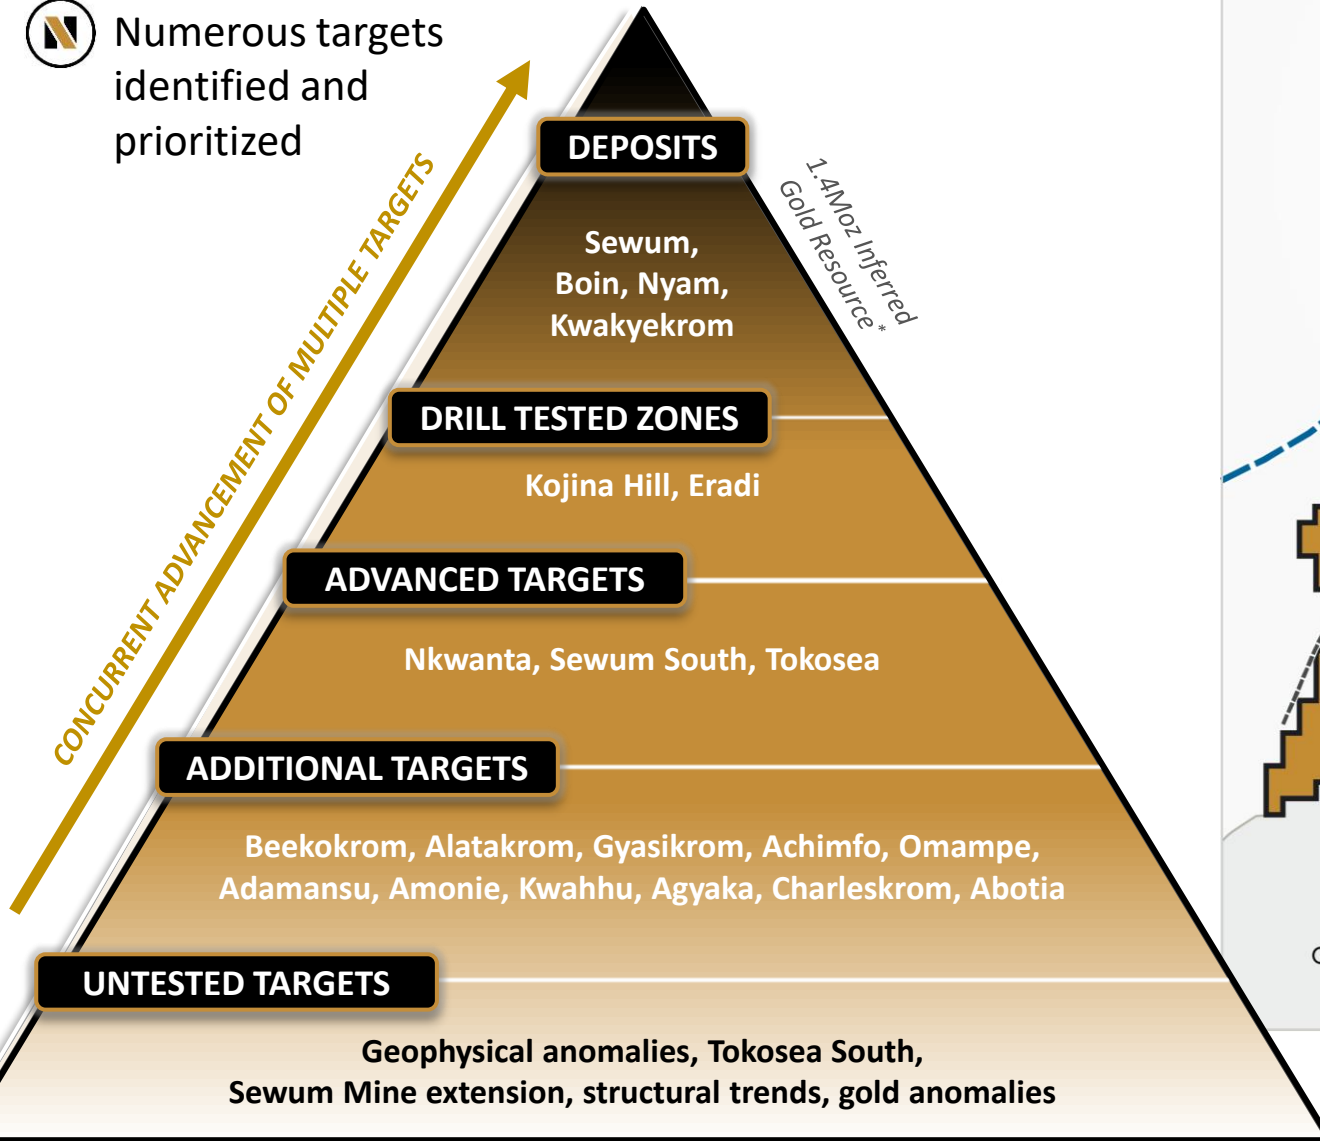 N
Numerous targets
identified and
prioritized
CONCURRENT ADVANCEMENT OF MULTIPLE TARGETS
DEPOSITS
1.4Moz Inferred
Gold Resource*
Sewum,
Boin, Nyam,
Kwakyekrom
DRILL TESTED ZONES
Kojina Hill, Eradi
ADVANCED TARGETS
Nkwanta, Sewum South, Tokosea
ADDITIONAL TARGETS
Beekokrom, Alatakrom, Gyasikrom, Achimfo, Omampe,
Adamansu, Amonie, Kwahhu, Agyaka, Charleskrom, Abotia
UNTESTED TARGETS
Geophysical anomalies, Tokosea South,
Sewum Mine extension, structural trends, gold anomalies